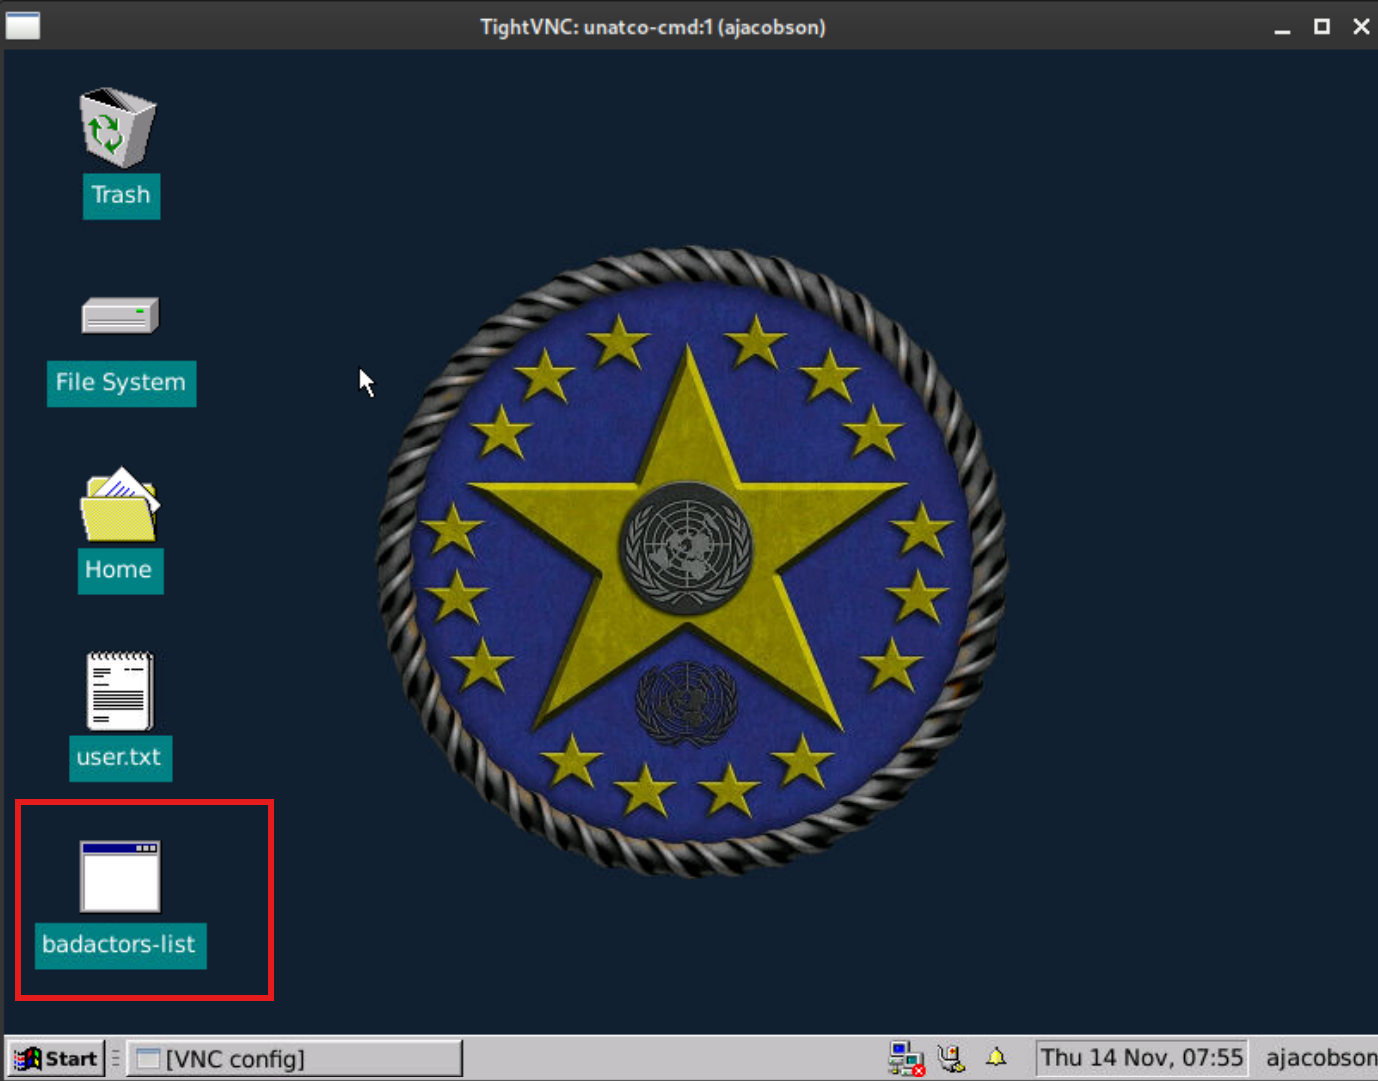 TightVNC: unatco-cmd:1 (ajacobson)
Trash
File System
Home
user.txt
badactors-list
Start
[VNC config]
Thu 14 Nov, 07:55
ajacobson